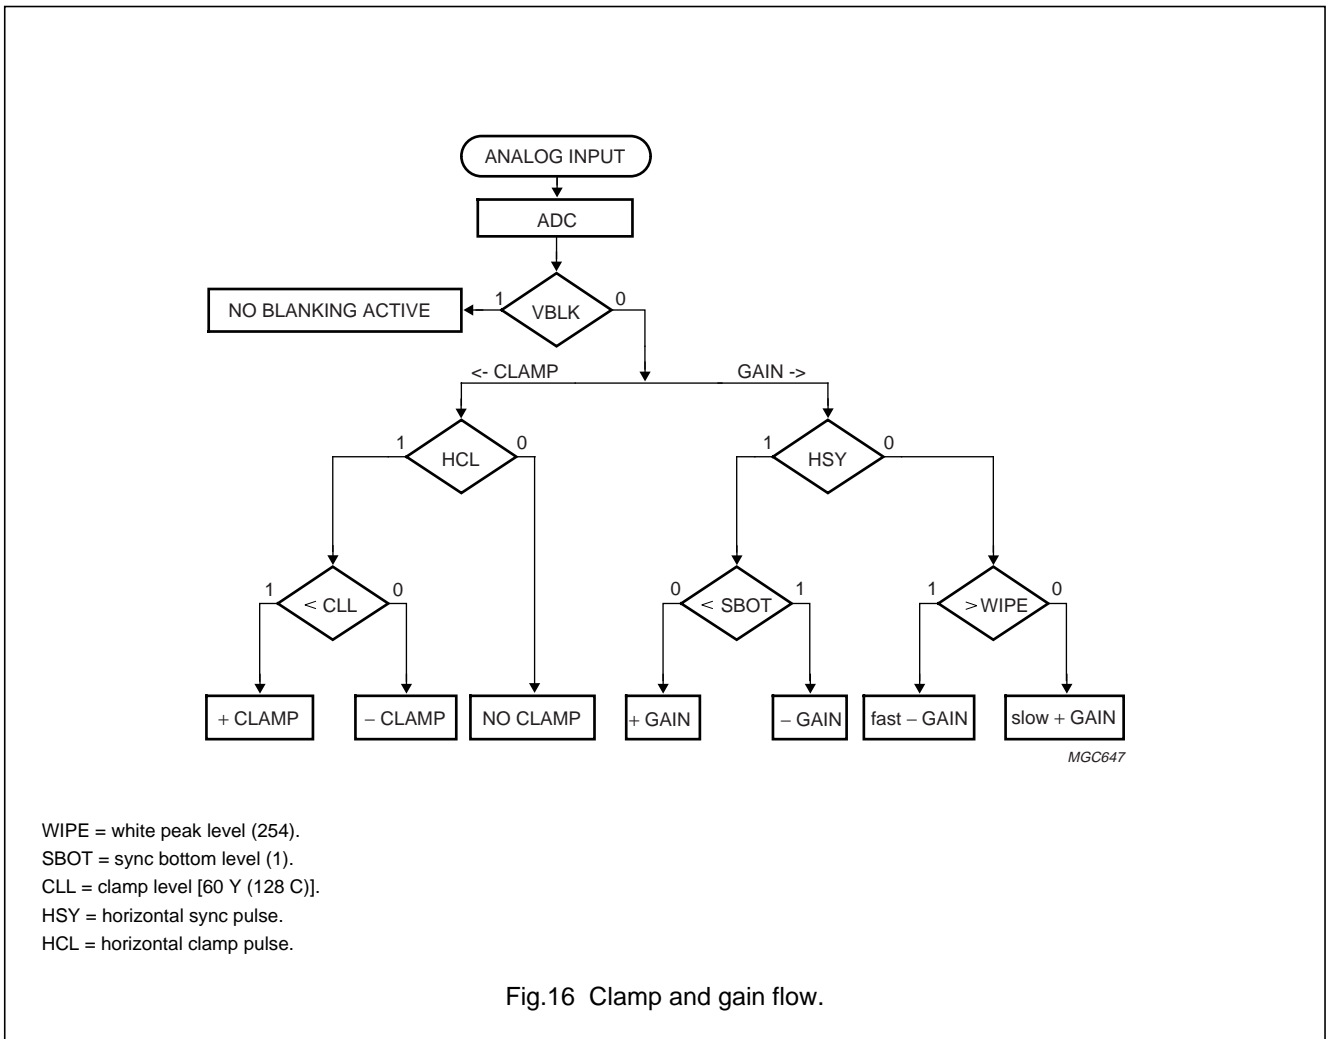 ANALOG INPUT
ADC
NO BLANKING ACTIVE
1 VBLK 0
<- CLAMP GAIN ->
1 HCL 0 1 HSY 0
1 < CLL 0 0 < SBOT 1 1 > WIPE 0
+ CLAMP − CLAMP NO CLAMP + GAIN − GAIN fast − GAIN slow + GAIN
MGC647
WIPE = white peak level (254).
SBOT = sync bottom level (1).
CLL = clamp level [60 Y (128 C)].
HSY = horizontal sync pulse.
HCL = horizontal clamp pulse.
Fig.16 Clamp and gain flow.